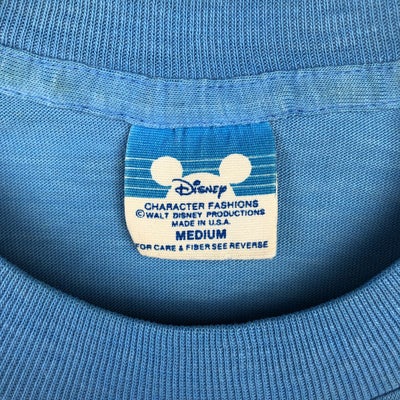 Disney
CHARACTER FASHIONS
©WALT DISNEY PRODUCTIONS
MADE IN U.S.A.
MEDIUM
FOR CARE & FIBER SEE REVERSE